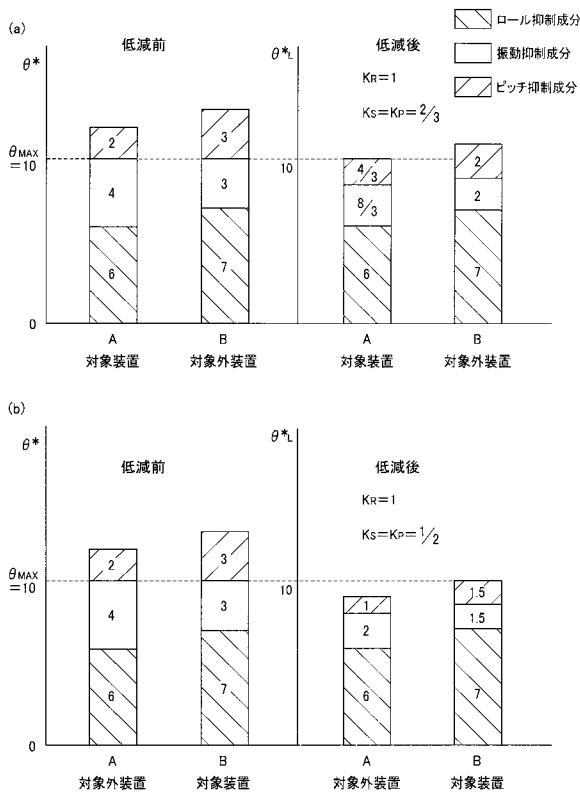 (a)
ロール抑制成分
振動抑制成分
ピッチ抑制成分
θ* 低減前 θ*L 低減後
KR=1
KS=KP=2/3
θMAX
=10
10
2
4
6
3
3
7
4/3
8/3
6
2
2
7
0
A B A B
対象装置 対象外装置 対象装置 対象外装置
(b)
θ* 低減前 θ*L 低減後
KR=1
KS=KP=1/2
θMAX
=10
10
2
4
6
3
3
7
1
2
6
1.5
1.5
7
0
A B A B
対象外装置 対象装置 対象外装置 対象装置